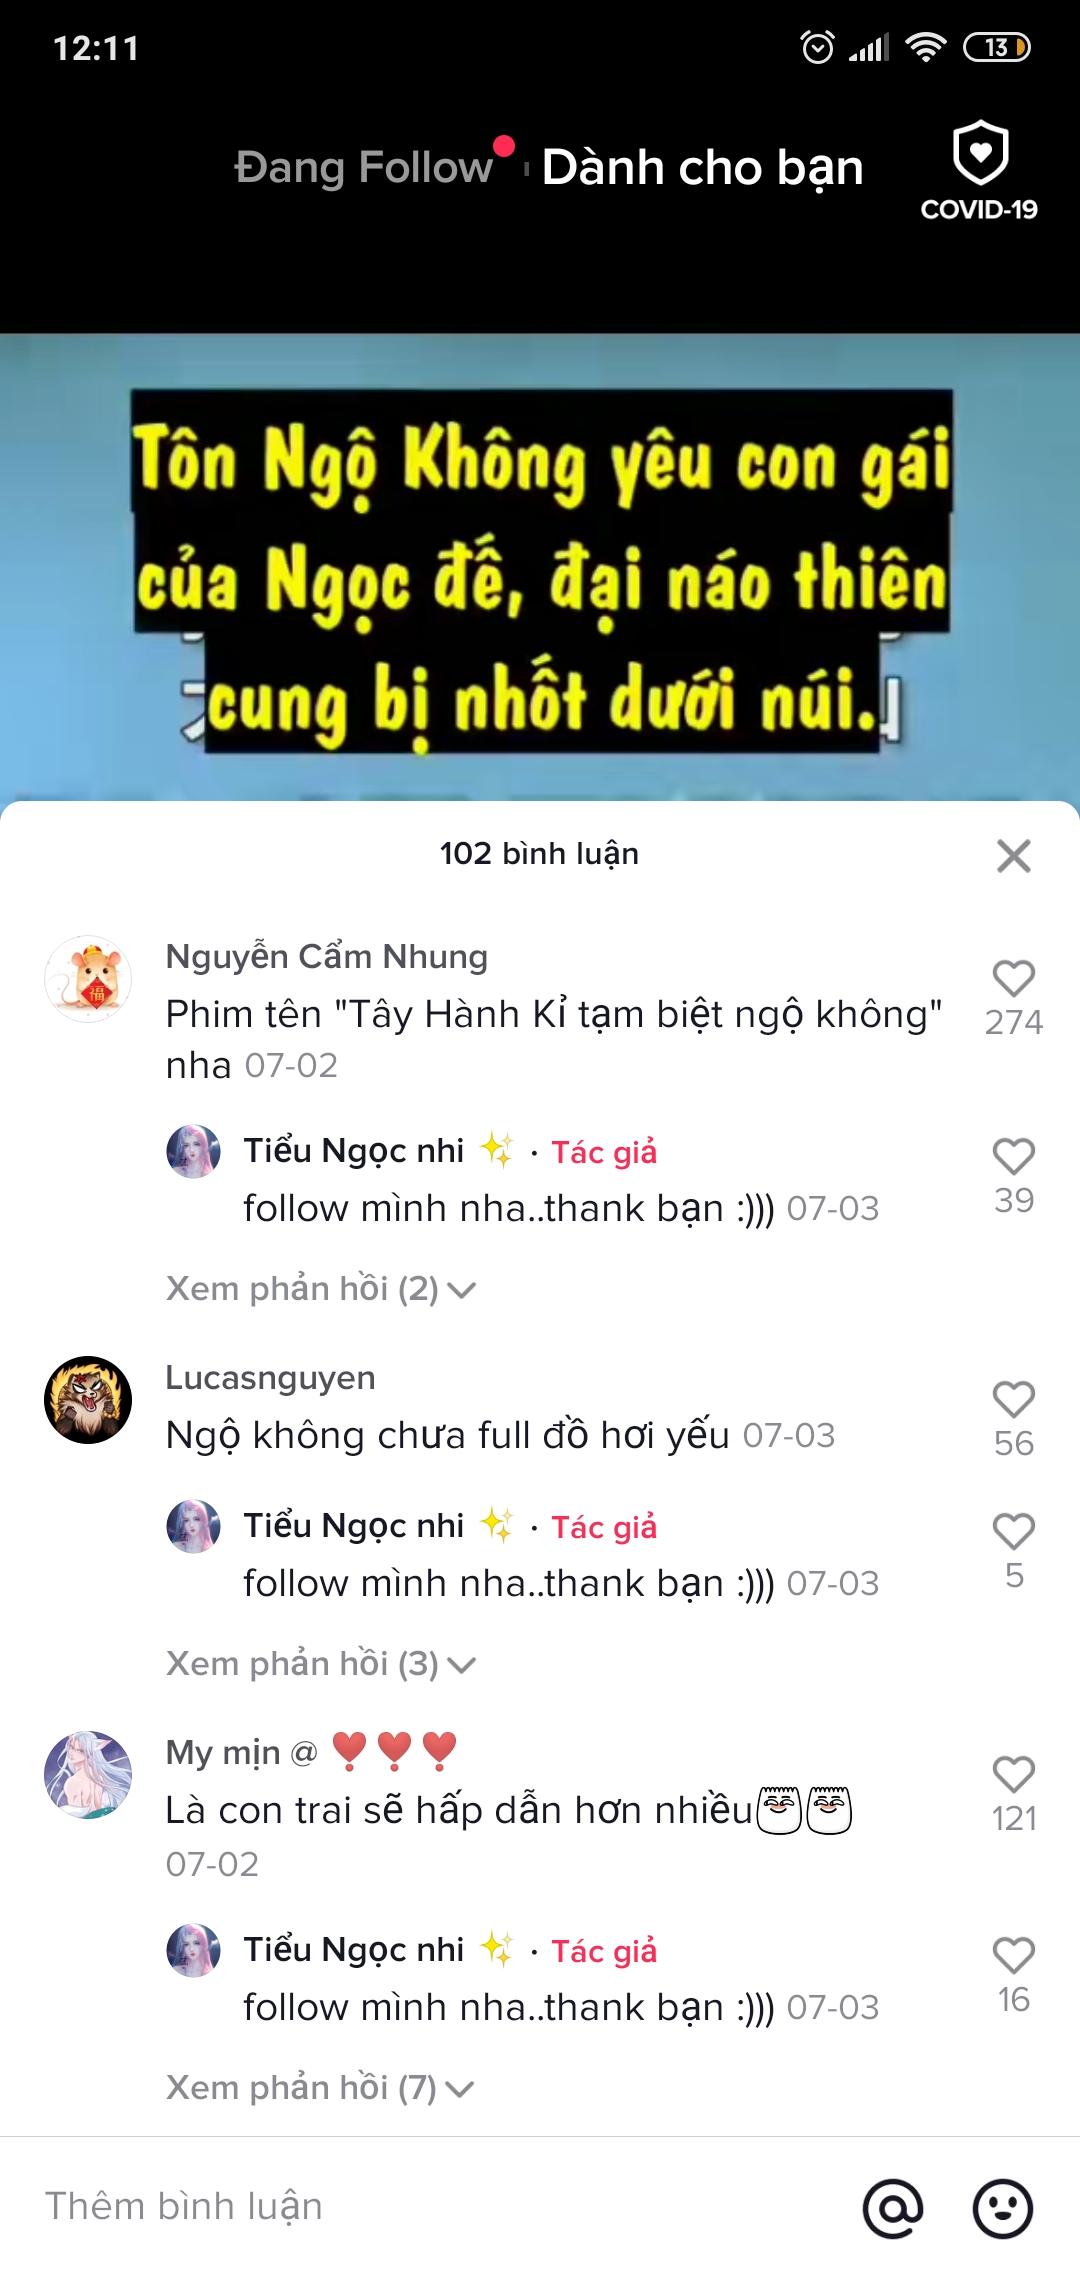 12:11
13
Đang Follow
Dành cho bạn
COVID-19
Tôn Ngộ Không yêu con gái
của Ngọc đế, đại náo thiên
cung bị nhốt dưới núi.
102 bình luận
Nguyễn Cẩm Nhung
Phim tên "Tây Hành Kỉ tạm biệt ngộ không"
nha 07-02
274
Tiểu Ngọc nhi ✨ · Tác giả
follow mình nha..thank bạn :))) 07-03
39
Xem phản hồi (2)
Lucasnguyen
Ngộ không chưa full đồ hơi yếu 07-03
56
Tiểu Ngọc nhi ✨ · Tác giả
follow mình nha..thank bạn :))) 07-03
5
Xem phản hồi (3)
My mịn @ ❣❣❣
Là con trai sẽ hấp dẫn hơn nhiều
07-02
121
Tiểu Ngọc nhi ✨ · Tác giả
follow mình nha..thank bạn :))) 07-03
16
Xem phản hồi (7)
Thêm bình luận